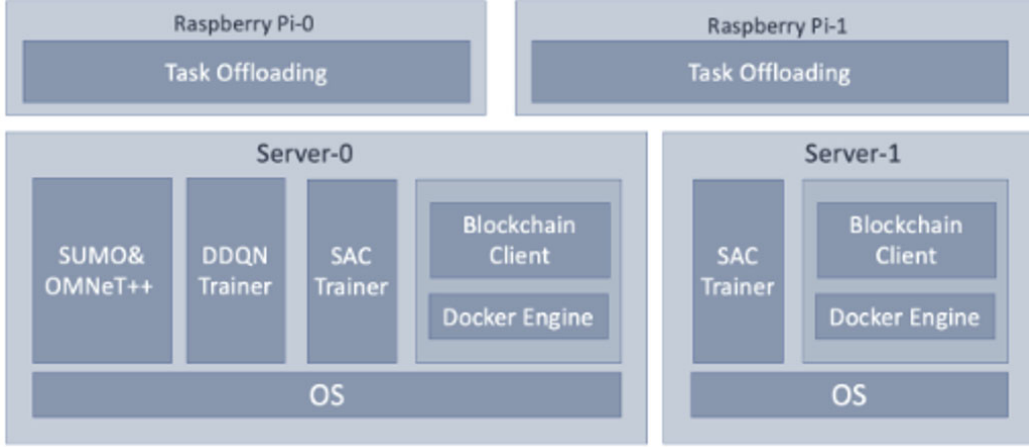 Raspberry Pi-0
Task Offloading
Raspberry Pi-1
Task Offloading
Server-0
SUMO&
OMNeT++
DDQN
Trainer
SAC
Trainer
Blockchain
Client
Docker Engine
OS
Server-1
SAC
Trainer
Blockchain
Client
Docker Engine
OS